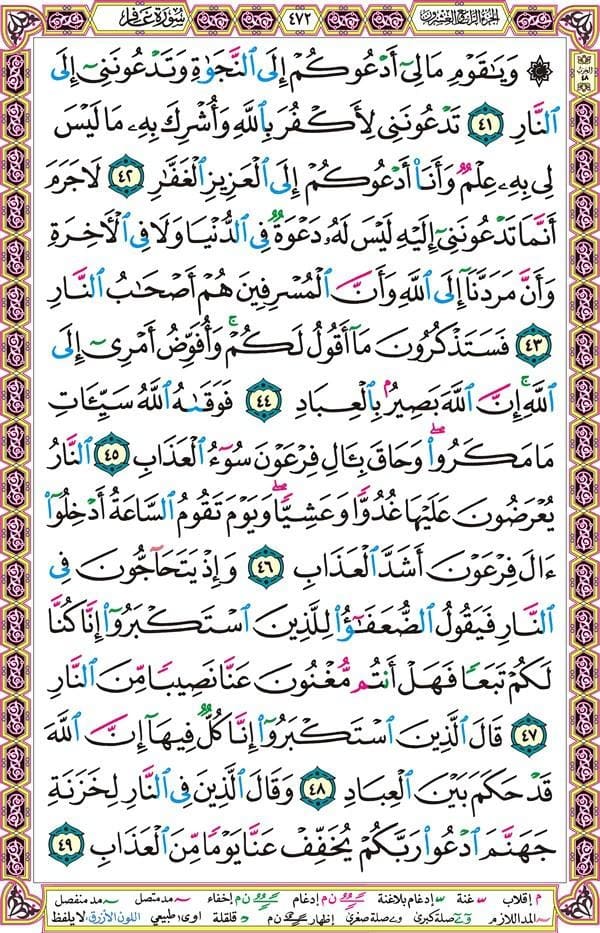 سورة غافر
٤٧٢
الجزء الرابع والعشرون
الحزب
٤٨
۞ وَيَٰقَوْمِ مَا لِىٓ أَدْعُوكُمْ إِلَى ٱلنَّجَوٰةِ وَتَدْعُونَنِىٓ إِلَى
ٱلنَّارِ ٤١ تَدْعُونَنِى لِأَكْفُرَ بِٱللَّهِ وَأُشْرِكَ بِهِۦ مَا لَيْسَ
لِى بِهِۦ عِلْمٌ وَأَنَا۠ أَدْعُوكُمْ إِلَى ٱلْعَزِيزِ ٱلْغَفَّٰرِ ٤٢ لَا جَرَمَ
أَنَّمَا تَدْعُونَنِىٓ إِلَيْهِ لَيْسَ لَهُۥ دَعْوَةٌ فِى ٱلدُّنْيَا وَلَا فِى ٱلْءَاخِرَةِ
وَأَنَّ مَرَدَّنَآ إِلَى ٱللَّهِ وَأَنَّ ٱلْمُسْرِفِينَ هُمْ أَصْحَٰبُ ٱلنَّارِ
٤٣ فَسَتَذْكُرُونَ مَآ أَقُولُ لَكُمْ ۚ وَأُفَوِّضُ أَمْرِىٓ إِلَى
ٱللَّهِ ۚ إِنَّ ٱللَّهَ بَصِيرٌۢ بِٱلْعِبَادِ ٤٤ فَوَقَىٰهُ ٱللَّهُ سَيِّـَٔاتِ
مَا مَكَرُوا۟ ۖ وَحَاقَ بِـَٔالِ فِرْعَوْنَ سُوٓءُ ٱلْعَذَابِ ٤٥ ٱلنَّارُ
يُعْرَضُونَ عَلَيْهَا غُدُوًّا وَعَشِيًّا ۖ وَيَوْمَ تَقُومُ ٱلسَّاعَةُ أَدْخِلُوٓا۟
ءَالَ فِرْعَوْنَ أَشَدَّ ٱلْعَذَابِ ٤٦ وَإِذْ يَتَحَآجُّونَ فِى
ٱلنَّارِ فَيَقُولُ ٱلضُّعَفَٰٓؤُا۟ لِلَّذِينَ ٱسْتَكْبَرُوٓا۟ إِنَّا كُنَّا
لَكُمْ تَبَعًا فَهَلْ أَنتُم مُّغْنُونَ عَنَّا نَصِيبًا مِّنَ ٱلنَّارِ
٤٧ قَالَ ٱلَّذِينَ ٱسْتَكْبَرُوٓا۟ إِنَّا كُلٌّ فِيهَآ إِنَّ ٱللَّهَ
قَدْ حَكَمَ بَيْنَ ٱلْعِبَادِ ٤٨ وَقَالَ ٱلَّذِينَ فِى ٱلنَّارِ لِخَزَنَةِ
جَهَنَّمَ ٱدْعُوا۟ رَبَّكُمْ يُخَفِّفْ عَنَّا يَوْمًا مِّنَ ٱلْعَذَابِ ٤٩
م إقلاب غنة إدغام بلاغنة ن م إدغام ن م إخفاء مد متصل مد منفصل
المد اللازم صلة كبرى صلة صغرى إظهار ن م قلقلة اوى طبيعي اللون الأزرق لا يلفظ